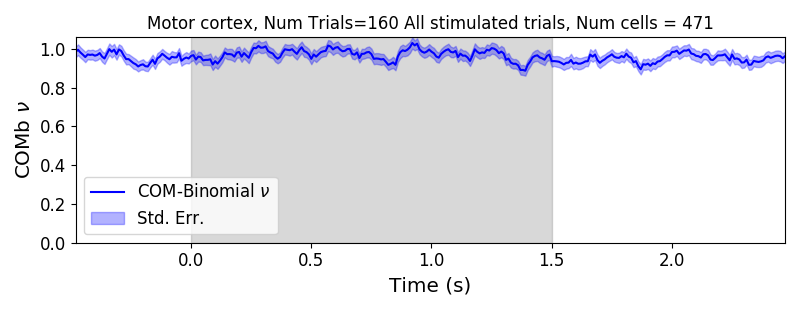 Motor cortex, Num Trials=160 All stimulated trials, Num cells = 471
COMb ν
1.0
0.8
0.6
0.4
0.2
0.0
COM-Binomial ν
Std. Err.
0.0 0.5 1.0 1.5 2.0
Time (s)